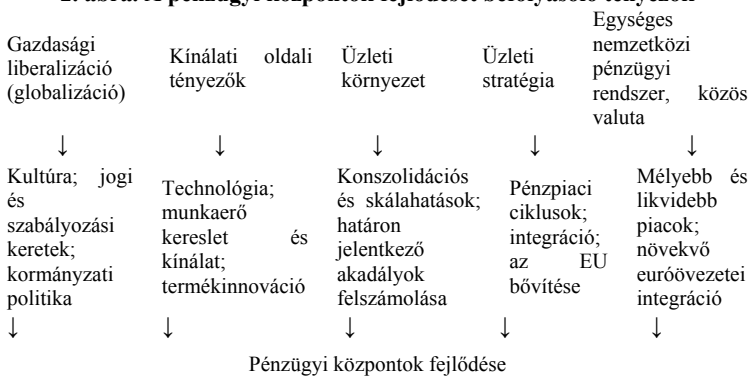 Gazdasági
liberalizáció
(globalizáció)
Kínálati oldali
tényezők
Üzleti
környezet
Üzleti
stratégia
Egységes
nemzetközi
pénzügyi
rendszer, közös
valuta
↓ ↓ ↓ ↓ ↓
Kultúra; jogi
és
szabályozási
keretek;
kormányzati
politika
Technológia;
munkaerő
kereslet és
kínálat;
termékinnováció
Konszolidációs
és skálahatások;
határon
jelentkező
akadályok
felszámolása
Pénzpiaci
ciklusok;
integráció;
az EU
bővítése
Mélyebb és
likvidebb
piacok;
növekvő
euróövezetei
integráció
↓ ↓ ↓ ↓ ↓
Pénzügyi központok fejlődése